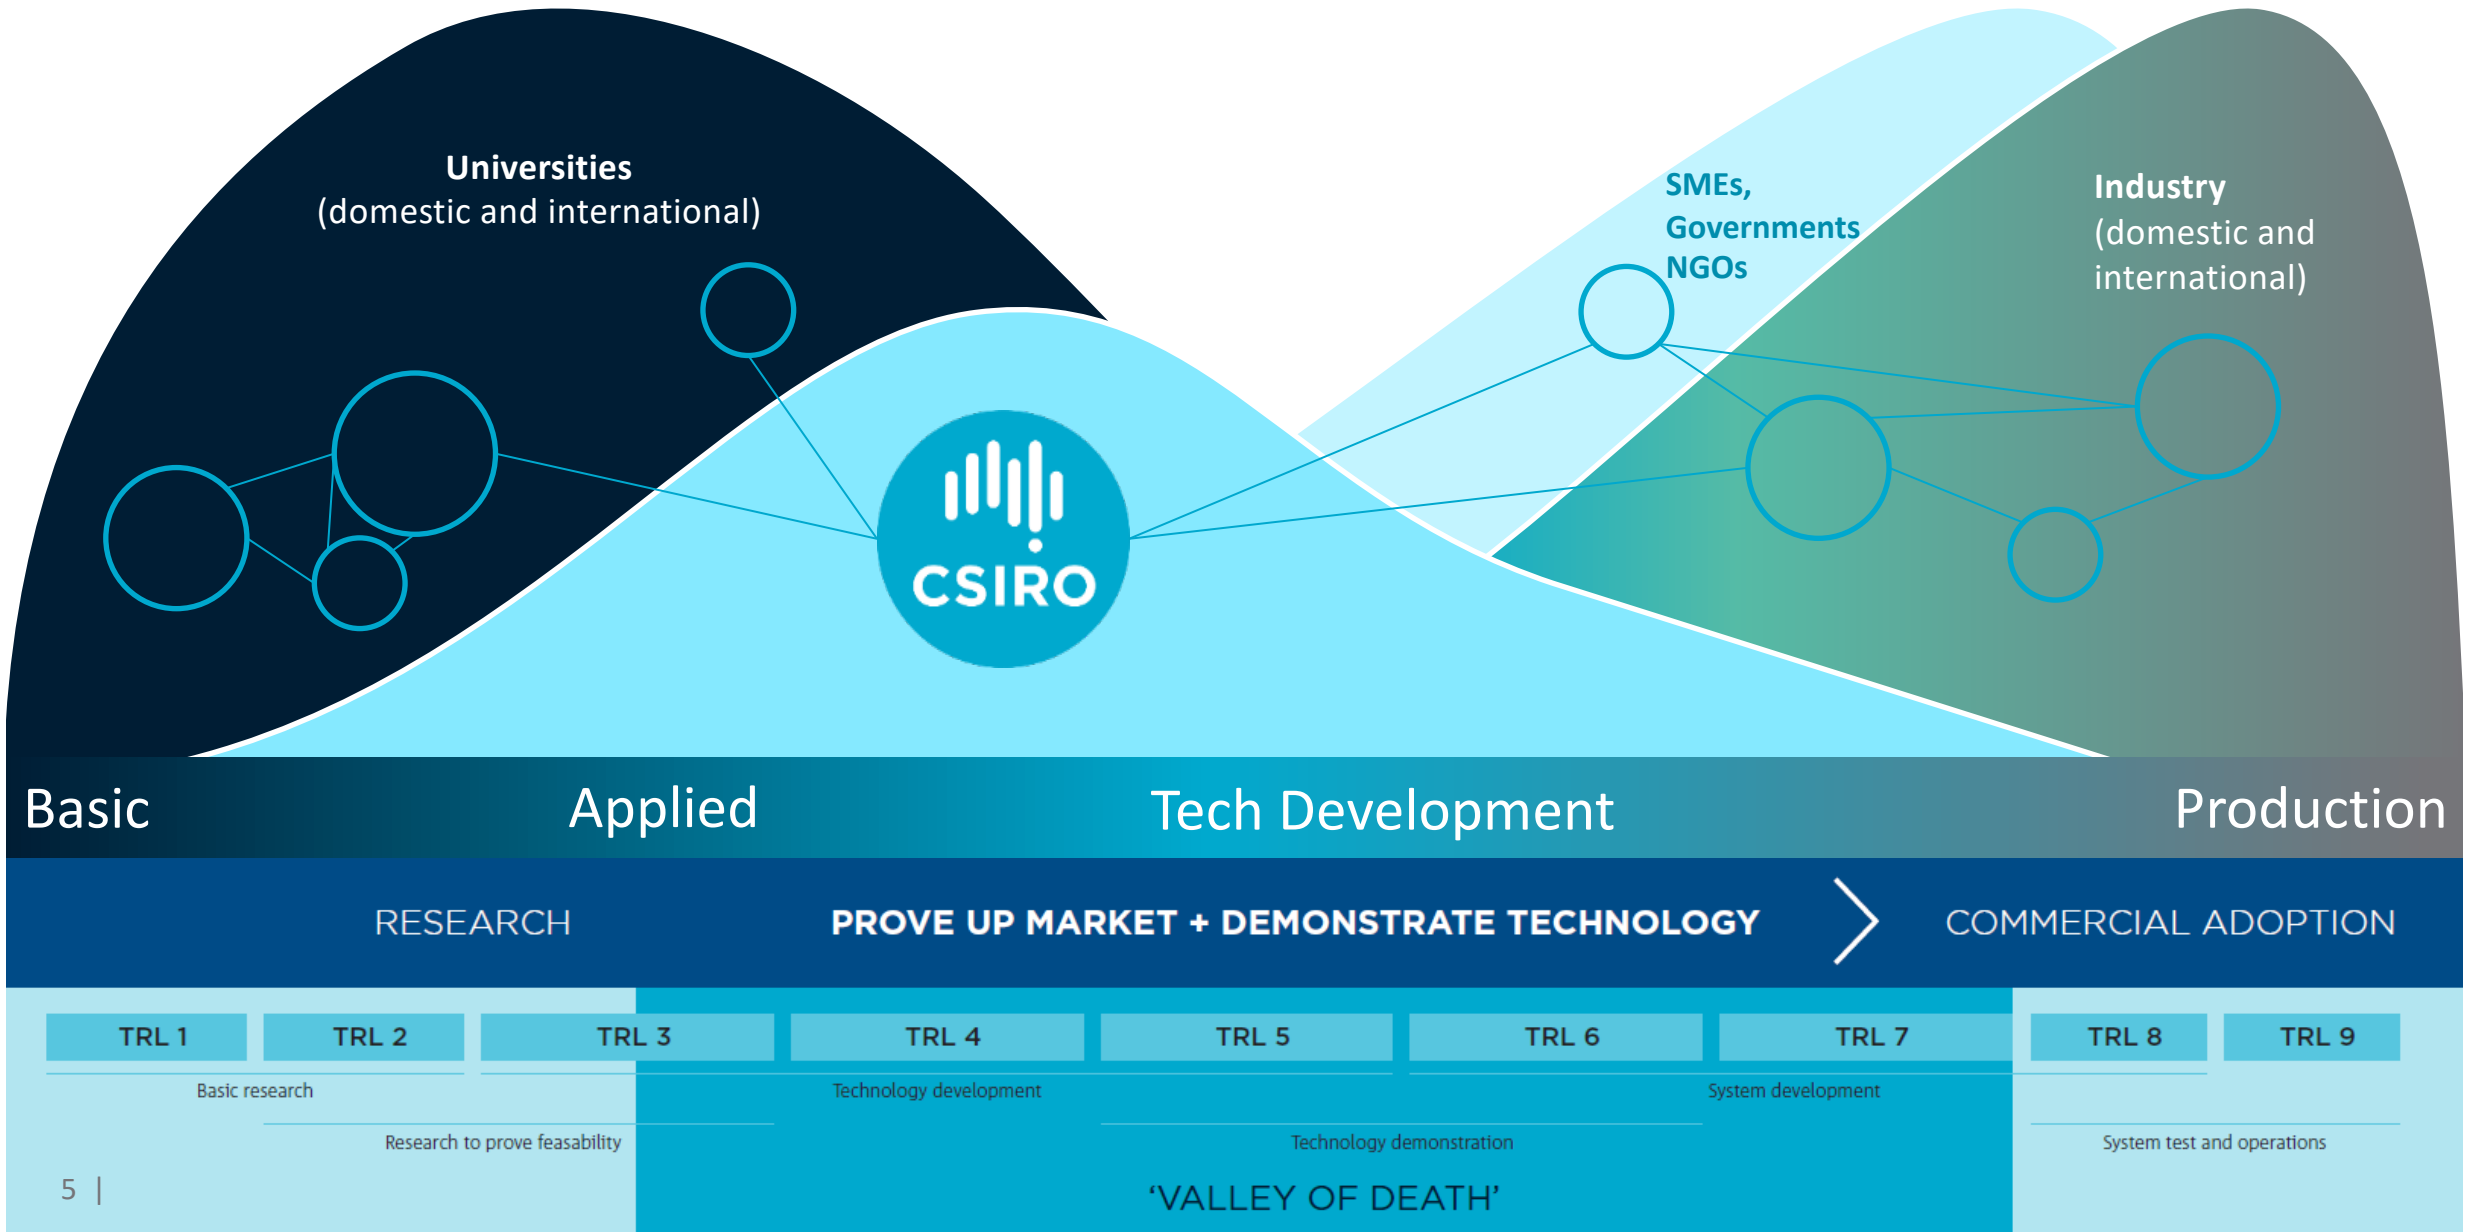 Universities
(domestic and international)
SMEs,
Governments
NGOs
Industry
(domestic and
international)
CSIRO
Basic
Applied
Tech Development
Production
RESEARCH
PROVE UP MARKET + DEMONSTRATE TECHNOLOGY
COMMERCIAL ADOPTION
TRL 1
TRL 2
TRL 3
TRL 4
TRL 5
TRL 6
TRL 7
TRL 8
TRL 9
Basic research
Technology development
System development
Research to prove feasability
Technology demonstration
System test and operations
5 |
‘VALLEY OF DEATH’